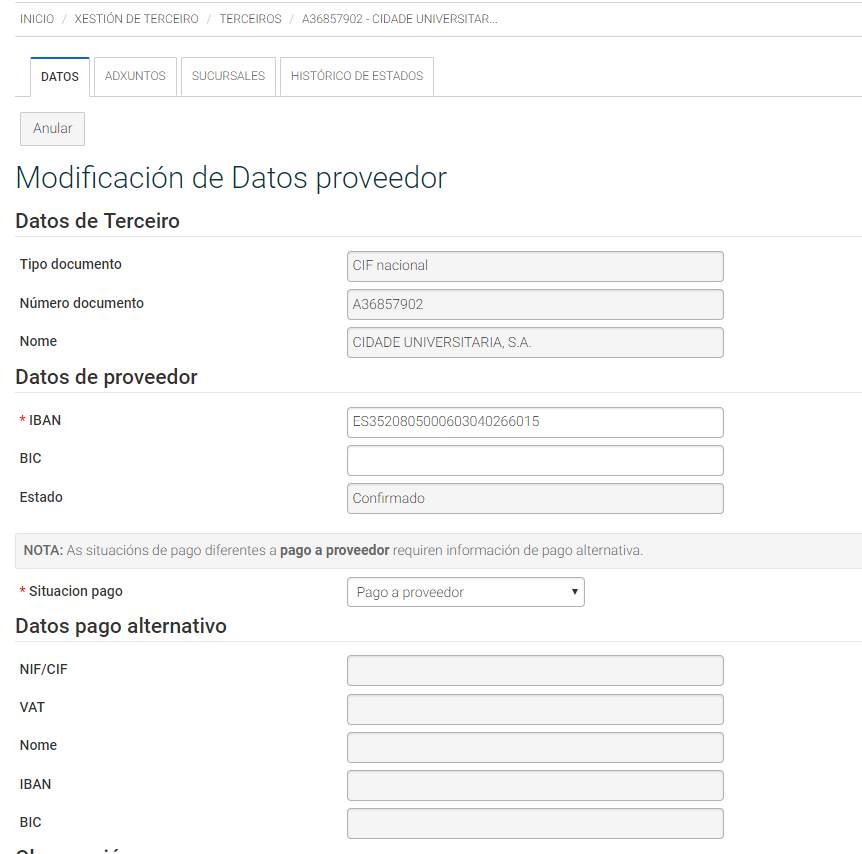 INICIO / XESTIÓN DE TERCEIRO / TERCEIROS / A36857902 - CIDADE UNIVERSITAR...
DATOS ADXUNTOS SUCURSALES HISTÓRICO DE ESTADOS
Anular
Modificación de Datos proveedor
Datos de Terceiro
Tipo documento CIF nacional
Número documento A36857902
Nome CIDADE UNIVERSITARIA, S.A.
Datos de proveedor
* IBAN ES3520805000603040266015
BIC
Estado Confirmado
NOTA: As situacións de pago diferentes a pago a proveedor requiren información de pago alternativa.
* Situacion pago Pago a proveedor
Datos pago alternativo
NIF/CIF
VAT
Nome
IBAN
BIC